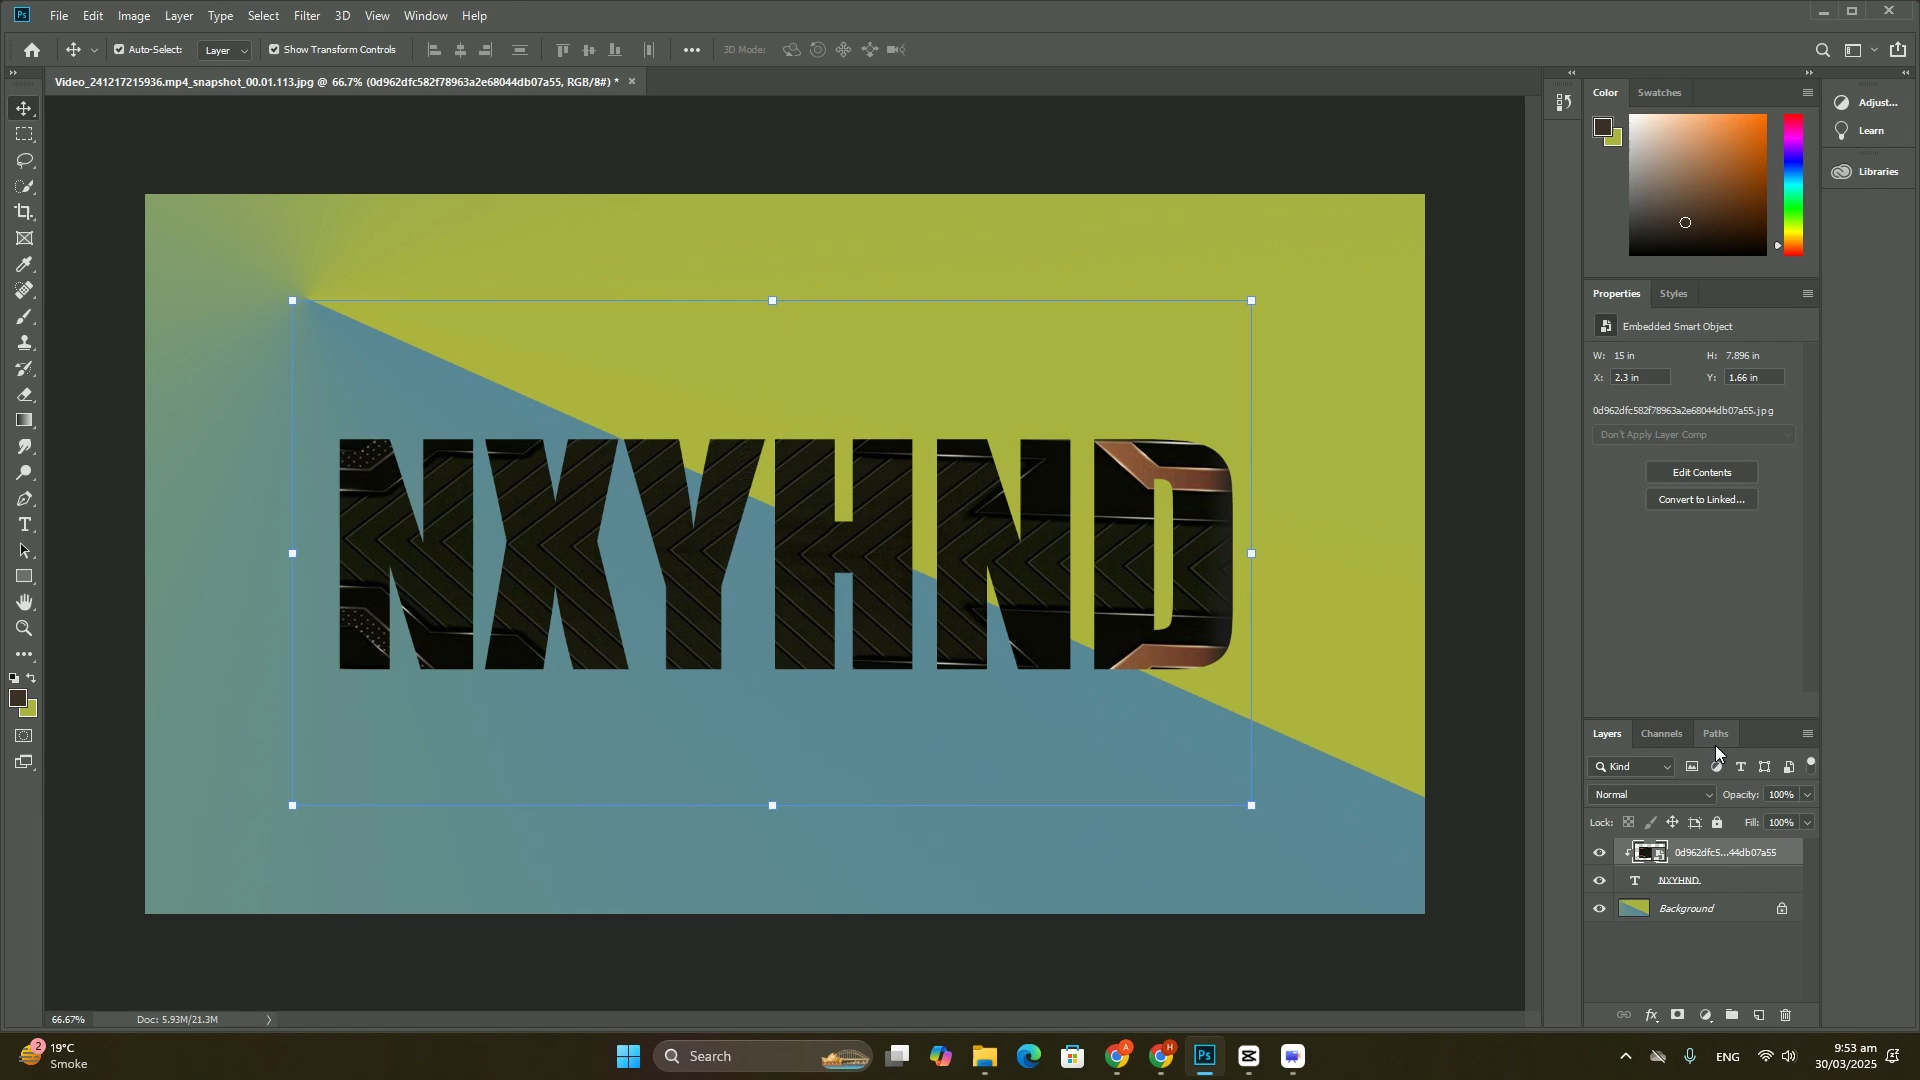 Ps File Edit Image Layer Type Select Filter 3D View Window Help
Auto-Select: Layer Show Transform Controls 3D Mode:
Video_241217215936.mp4_snapshot_00.01.113.jpg @ 66.7% (0d962dfc582f78963a2e68044db07a55, RGB/8#) *
Color Swatches
Adjust...
Learn
Libraries
Properties Styles
Embedded Smart Object
W: 15 in H: 7.896 in
X: 2.3 in Y: 1.66 in
0d962dfc582f78963a2e68044db07a55.jpg
Don't Apply Layer Comp
Edit Contents
Convert to Linked...
NXYHND
Layers Channels Paths
Kind
Normal Opacity: 100%
Lock: Fill: 100%
0d962dfc5...44db07a55
NXYHND
Background
66.67% Doc: 5.93M/21.3M
2 19°C
Smoke
Search
A
H
Ps
ENG
9:53 am
30/03/2025